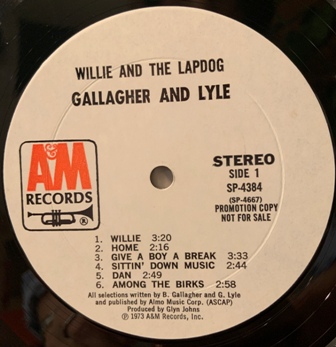 WILLIE AND THE LAPDOG
GALLAGHER AND LYLE
A&M
RECORDS
STEREO
SIDE 1
SP-4384
(SP-4667)
PROMOTION COPY
NOT FOR SALE
1. WILLIE 3:20
2. HOME 2:16
3. GIVE A BOY A BREAK 3:33
4. SITTIN' DOWN MUSIC 2:44
5. DAN 2:49
6. AMONG THE BIRKS 2:58
All selections written by B. Gallagher and G. Lyle
and published by Almo Music Corp. (ASCAP)
Produced by Glyn Johns
℗ 1973 A&M Records, Inc.